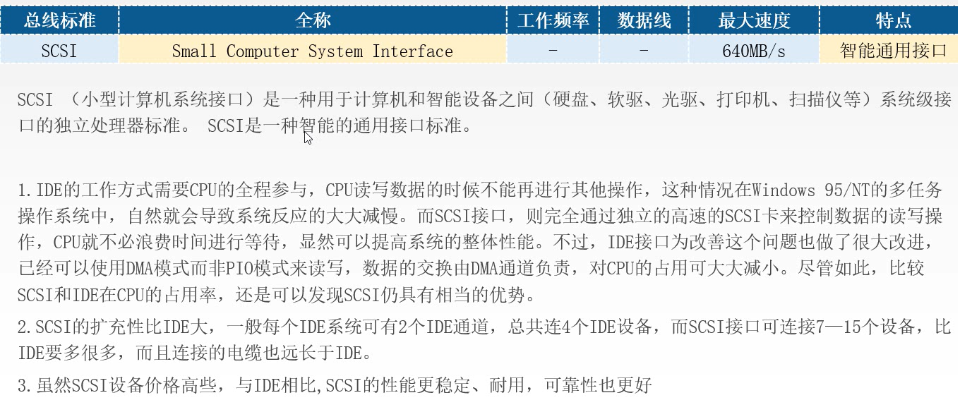 总线标准 全称 工作频率 数据线 最大速度 特点
SCSI Small Computer System Interface - - 640MB/s 智能通用接口
SCSI （小型计算机系统接口）是一种用于计算机和智能设备之间（硬盘、软驱、光驱、打印机、扫描仪等）系统级接
口的独立处理器标准。 SCSI是一种智能的通用接口标准。
1.IDE的工作方式需要CPU的全程参与，CPU读写数据的时候不能再进行其他操作，这种情况在Windows 95/NT的多任务
操作系统中，自然就会导致系统反应的大大减慢。而SCSI接口，则完全通过独立的高速的SCSI卡来控制数据的读写操
作，CPU就不必浪费时间进行等待，显然可以提高系统的整体性能。不过，IDE接口为改善这个问题也做了很大改进，
已经可以使用DMA模式而非PIO模式来读写，数据的交换由DMA通道负责，对CPU的占用可大大减小。尽管如此，比较
SCSI和IDE在CPU的占用率，还是可以发现SCSI仍具有相当的优势。
2.SCSI的扩充性比IDE大，一般每个IDE系统可有2个IDE通道，总共连4个IDE设备，而SCSI接口可连接7—15个设备，比
IDE要多很多，而且连接的电缆也远长于IDE。
3.虽然SCSI设备价格高些，与IDE相比,SCSI的性能更稳定、耐用，可靠性也更好